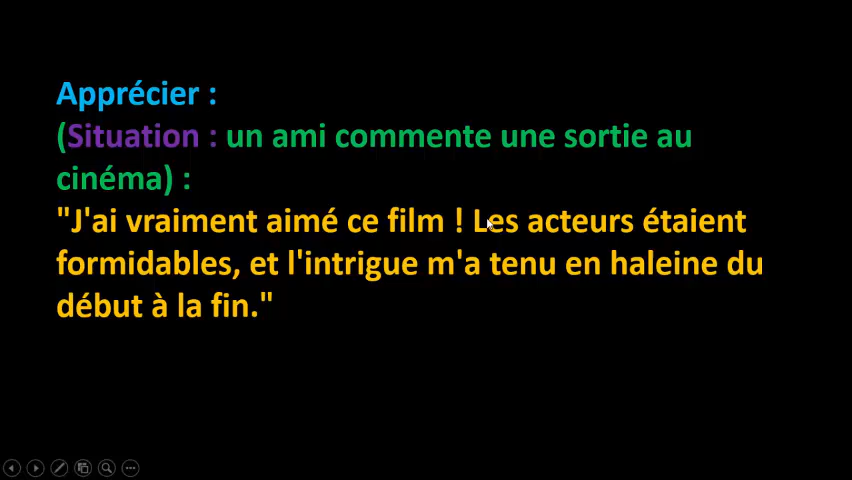 Apprécier :
(Situation : un ami commente une sortie au
cinéma) :
"J'ai vraiment aimé ce film ! Les acteurs étaient
formidables, et l'intrigue m'a tenu en haleine du
début à la fin."